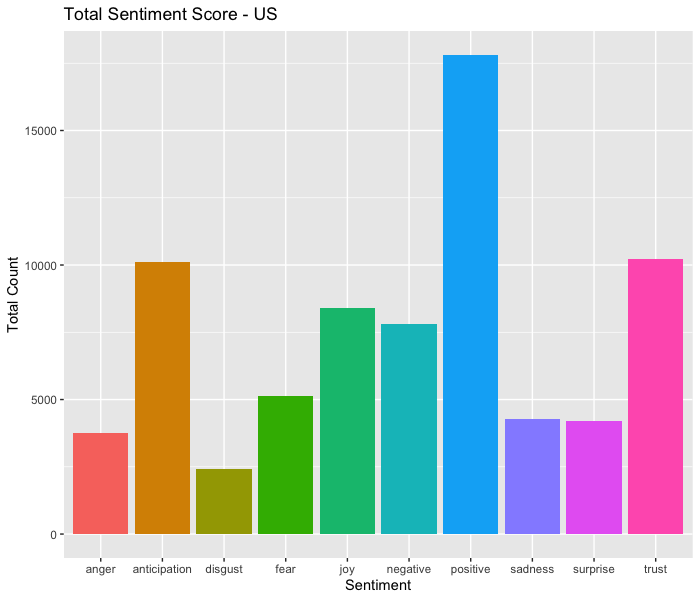 Total Sentiment Score - US
Total Count
15000
10000
5000
0
anger anticipation disgust fear joy negative positive sadness surprise trust
Sentiment